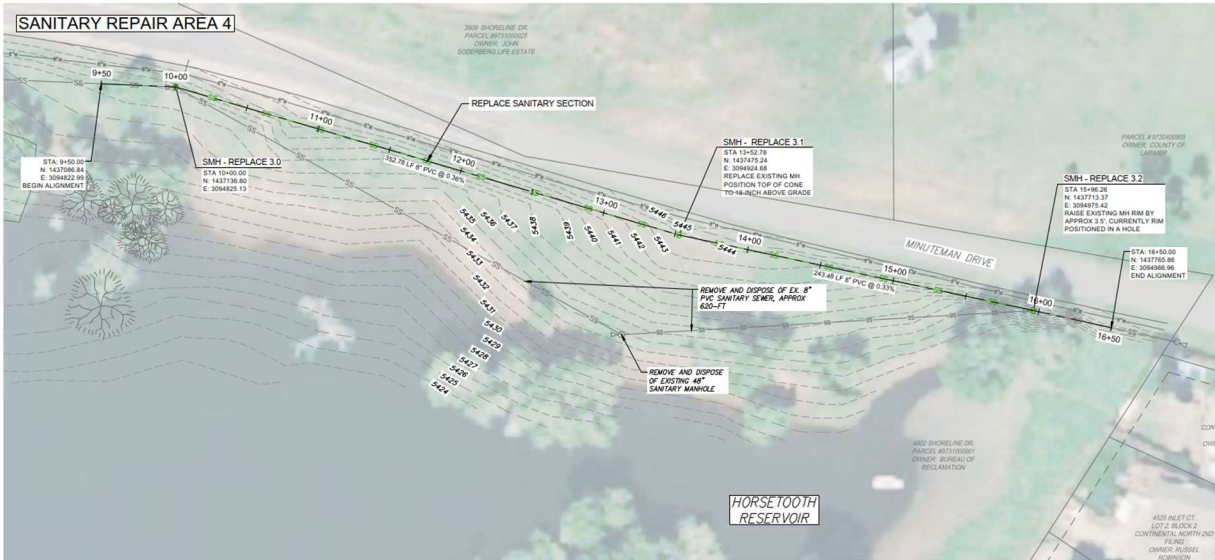 SANITARY REPAIR AREA 4
3909 SHORELINE DR.
PARCEL #9731000925
OWNER: JOHN
SODERBERG LIFE ESTATE
9+50
10+00
11+00
12+00
13+00
14+00
15+00
16+00
16+50
STA: 9+50.00
N: 1437086.84
E: 3094822.99
BEGIN ALIGNMENT
SMH - REPLACE 3.0
STA 10+00.00
N: 1437136.80
E: 3094825.13
REPLACE SANITARY SECTION
352.78 LF 8" PVC @ 0.36%
SMH - REPLACE 3.1
STA 13+52.78
N: 1437475.24
E: 3094924.68
REPLACE EXISTING MH
POSITION TOP OF CONE
TO 18-INCH ABOVE GRADE
PARCEL #9730400905
OWNER: COUNTY OF
LARIMER
SMH - REPLACE 3.2
STA 15+96.26
N: 1437713.37
E: 3094975.42
RAISE EXISTING MH RIM BY
APPROX 3.5', CURRENTLY RIM
POSITIONED IN A HOLE
STA: 16+50.00
N: 1437765.86
E: 3094986.96
END ALIGNMENT
MINUTEMAN DRIVE
243.48 LF 8" PVC @ 0.33%
5446
5445
5444
5443
5442
5441
5440
5439
5438
5437
5436
5435
5434
5433
5432
5431
5430
5429
5428
5427
5426
5425
5424
REMOVE AND DISPOSE OF EX. 8"
PVC SANITARY SEWER, APPROX
620-FT
REMOVE AND DISPOSE
OF EXISTING 48"
SANITARY MANHOLE
4902 SHORELINE DR.
PARCEL #9731000901
OWNER: BUREAU OF
RECLAMATION
HORSETOOTH
RESERVOIR
4525 INLET CT.
LOT 2, BLOCK 2
CONTINENTAL NORTH 2ND
FILING
OWNER: RUSSEL
ROBINSON